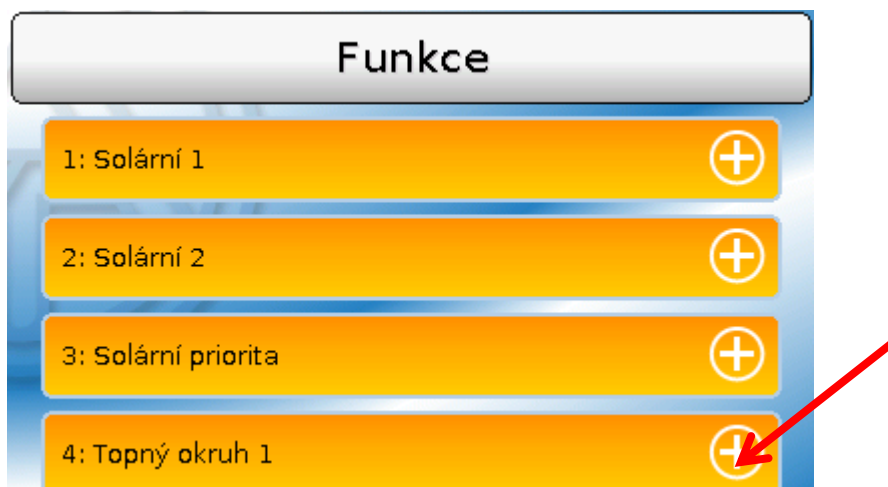 Funkce
1: Solární 1
2: Solární 2
3: Solární priorita
4: Topný okruh 1